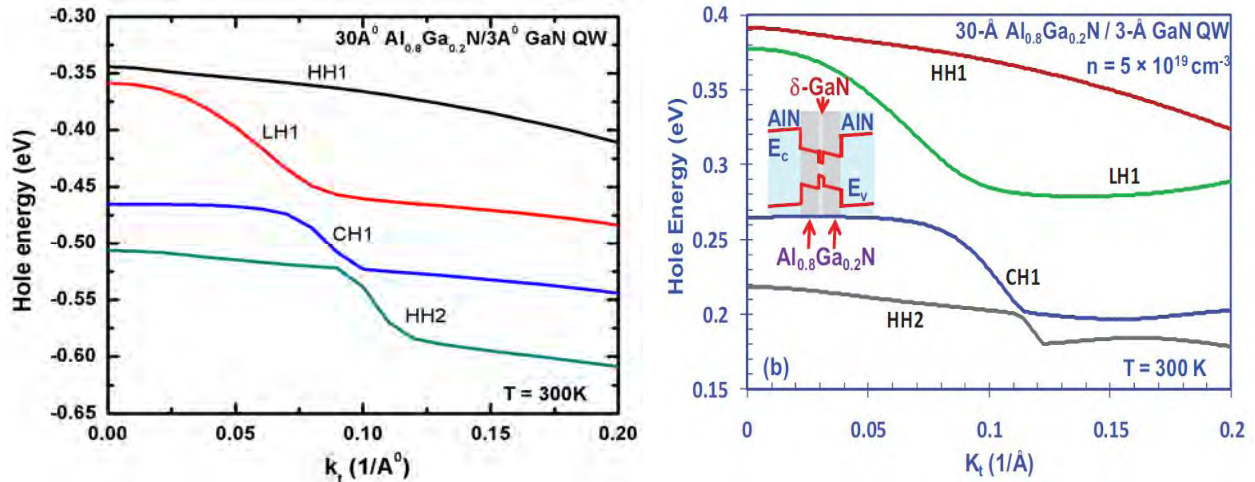 30A⁰ Al₀.₈Ga₀.₂N/3A⁰ GaN QW
HH1
LH1
CH1
HH2
T = 300K
Hole energy (eV)
-0.30
-0.35
-0.40
-0.45
-0.50
-0.55
-0.60
-0.65
0.00 0.05 0.10 0.15 0.20
kₜ (1/A⁰)
30-Å Al₀.₈Ga₀.₂N / 3-Å GaN QW
n = 5 × 10¹⁹ cm⁻³
HH1
δ-GaN
AlN AlN
E꜀
Eᵥ
LH1
Al₀.₈Ga₀.₂N
CH1
HH2
(b)
T = 300 K
Hole Energy (eV)
0.4
0.35
0.3
0.25
0.2
0.15
0 0.05 0.1 0.15 0.2
Kₜ (1/Å)